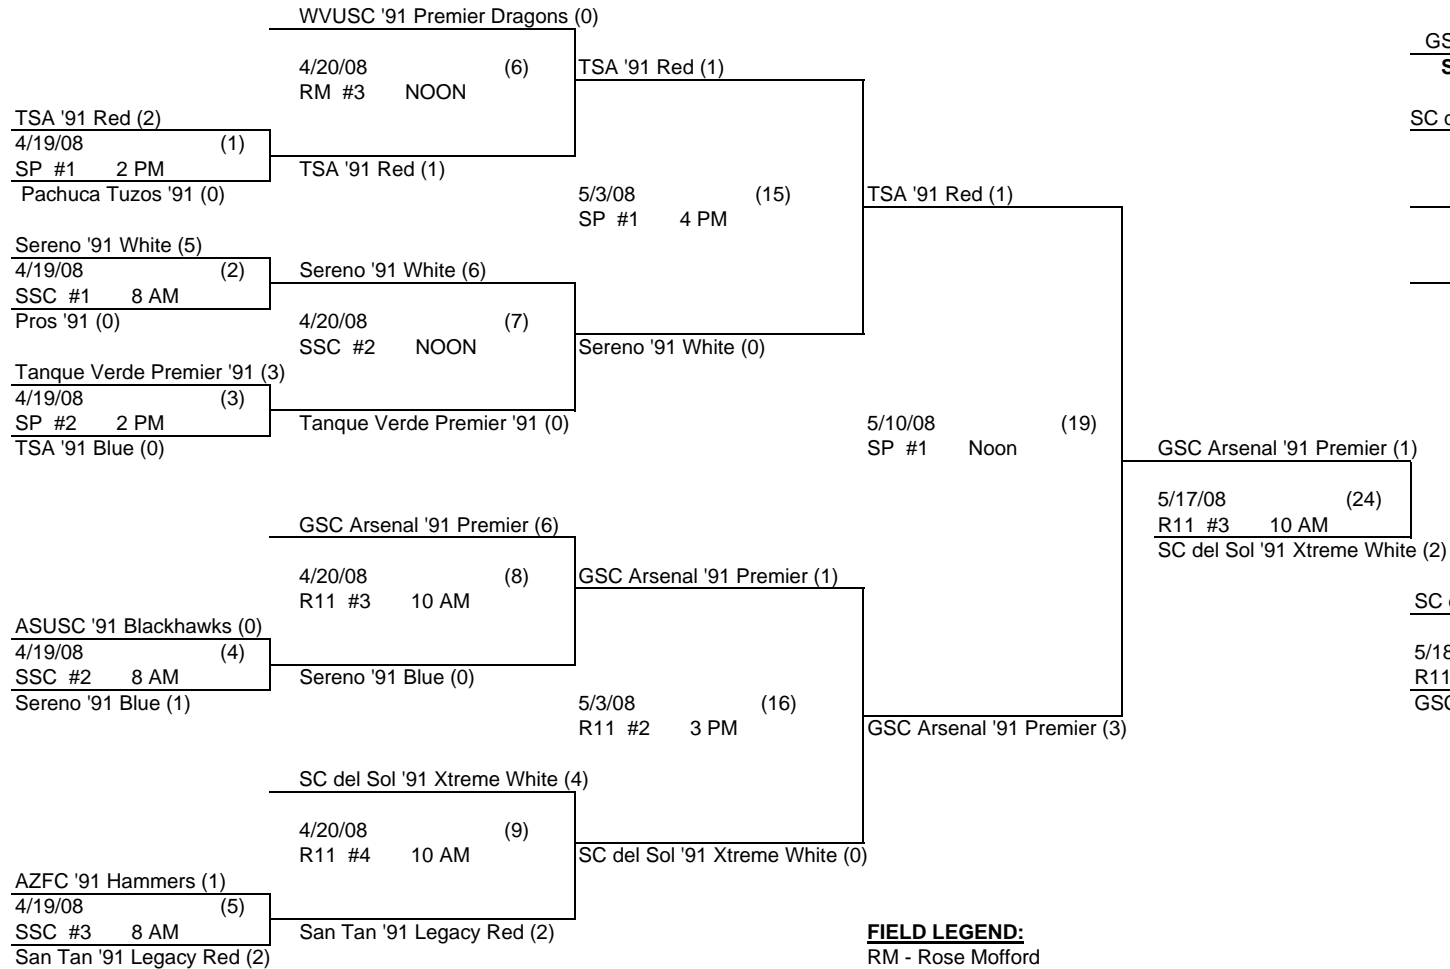 WVUSC '91 Premier Dragons (0)
4/20/08 (6)
RM #3 NOON
TSA '91 Red (1)
TSA '91 Red (2)
4/19/08 (1)
SP #1 2 PM
Pachuca Tuzos '91 (0)
TSA '91 Red (1)
5/3/08 (15)
SP #1 4 PM
TSA '91 Red (1)
Sereno '91 White (5)
4/19/08 (2)
SSC #1 8 AM
Pros '91 (0)
Sereno '91 White (6)
4/20/08 (7)
SSC #2 NOON
Sereno '91 White (0)
Tanque Verde Premier '91 (3)
4/19/08 (3)
SP #2 2 PM
TSA '91 Blue (0)
Tanque Verde Premier '91 (0)
5/10/08 (19)
SP #1 Noon
GSC Arsenal '91 Premier (1)
5/17/08 (24)
R11 #3 10 AM
SC del Sol '91 Xtreme White (2)
GSC Arsenal '91 Premier (6)
4/20/08 (8)
R11 #3 10 AM
GSC Arsenal '91 Premier (1)
ASUSC '91 Blackhawks (0)
4/19/08 (4)
SSC #2 8 AM
Sereno '91 Blue (1)
Sereno '91 Blue (0)
5/3/08 (16)
R11 #2 3 PM
GSC Arsenal '91 Premier (3)
SC del Sol '91 Xtreme White (4)
4/20/08 (9)
R11 #4 10 AM
SC del Sol '91 Xtreme White (0)
AZFC '91 Hammers (1)
4/19/08 (5)
SSC #3 8 AM
San Tan '91 Legacy Red (2)
San Tan '91 Legacy Red (2)
FIELD LEGEND:
RM - Rose Mofford
SC
SC
R11